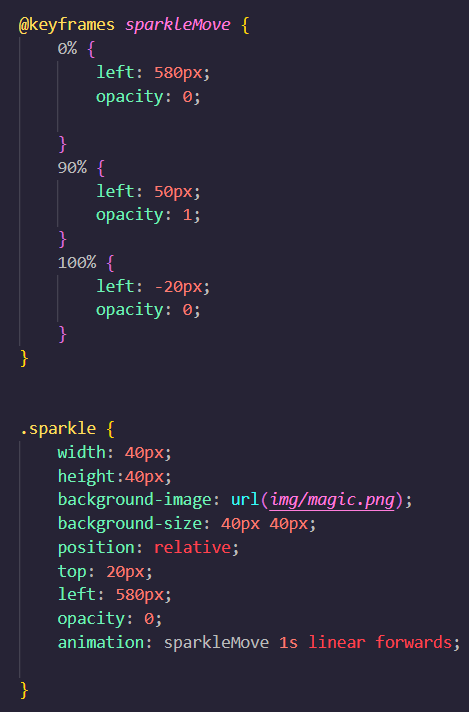 @keyframes sparkleMove {
    0% {
        left: 580px;
        opacity: 0;

    }
    90% {
        left: 50px;
        opacity: 1;
    }
    100% {
        left: -20px;
        opacity: 0;
    }
}


.sparkle {
    width: 40px;
    height:40px;
    background-image: url(img/magic.png);
    background-size: 40px 40px;
    position: relative;
    top: 20px;
    left: 580px;
    opacity: 0;
    animation: sparkleMove 1s linear forwards;

}